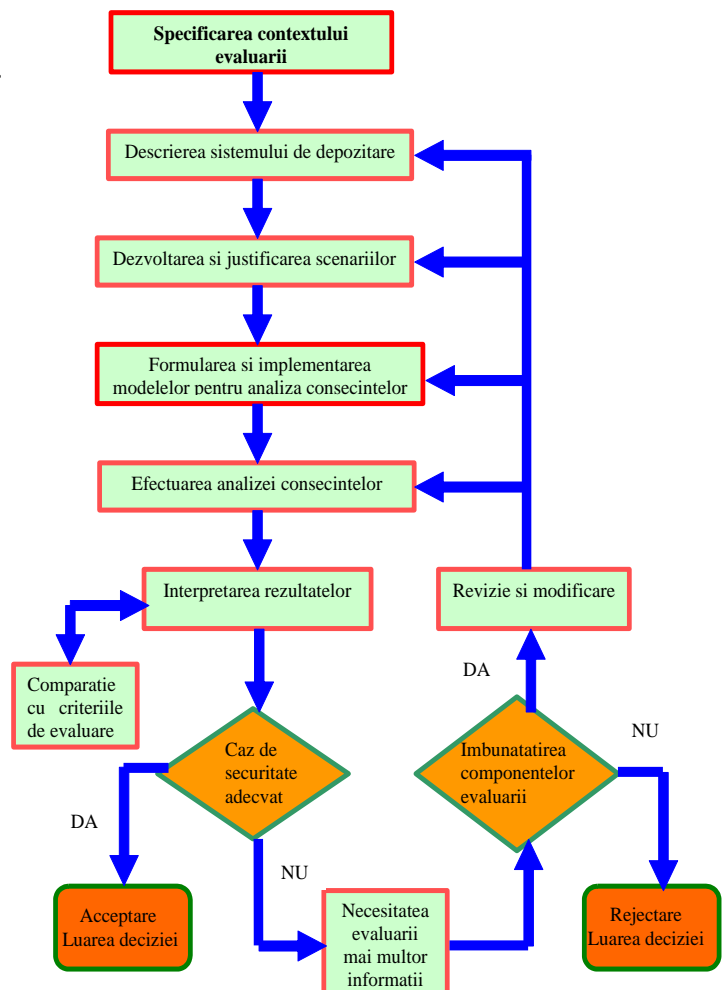 Specificarea contextului
evaluarii
Descrierea sistemului de depozitare
Dezvoltarea si justificarea scenariilor
Formularea si implementarea
modelelor pentru analiza consecintelor
Efectuarea analizei consecintelor
Interpretarea rezultatelor
Revizie si modificare
Comparatie
cu criteriile
de evaluare
DA
Caz de
securitate
adecvat
Imbunatatirea
componentelor
evaluarii
NU
DA
NU
Acceptare
Luarea deciziei
Necesitatea
evaluarii
mai multor
informatii
Rejectare
Luarea deciziei